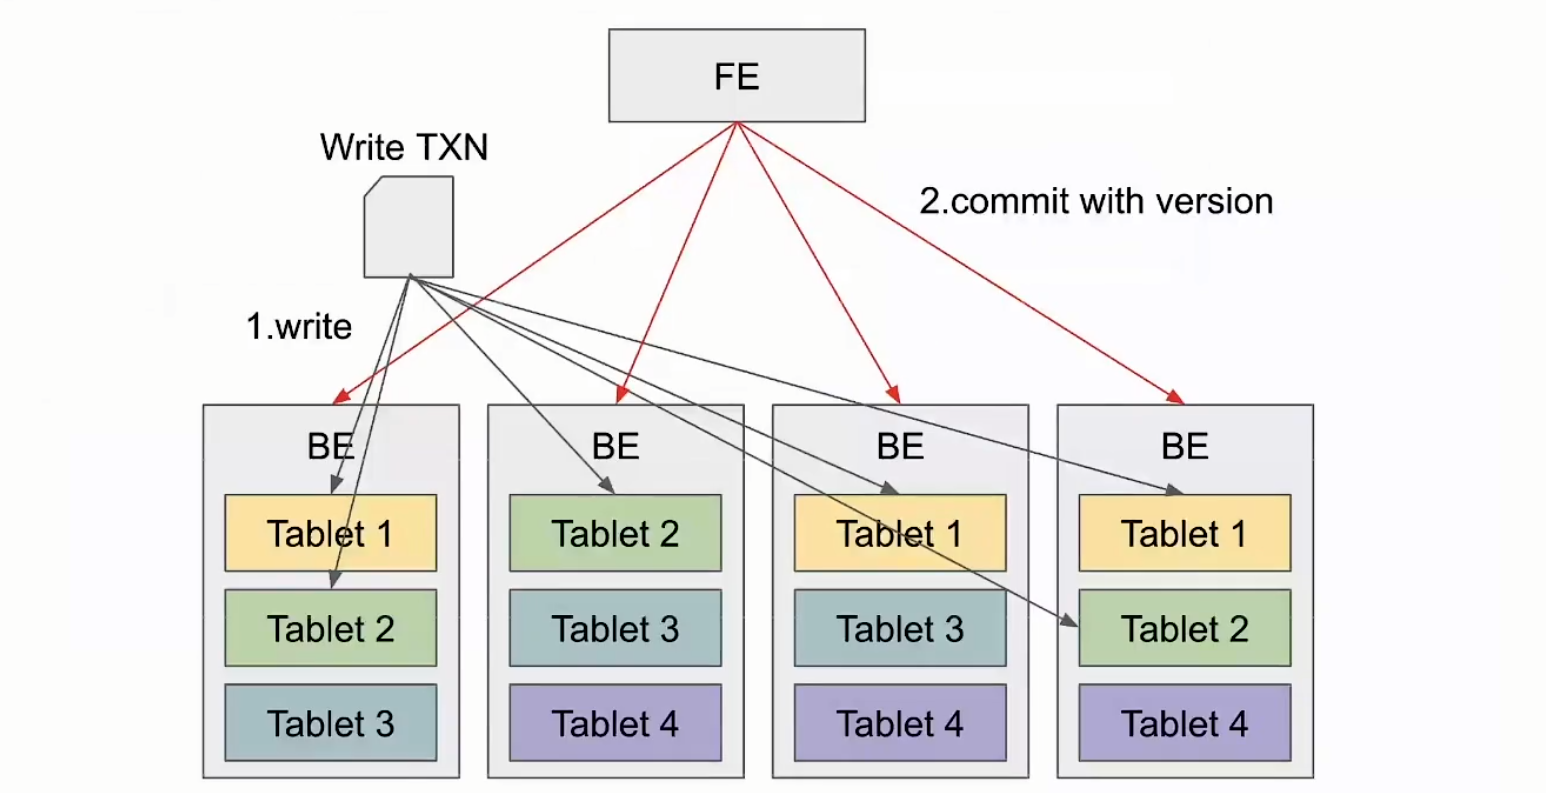 FE
Write TXN
2.commit with version
1.write
BE
Tablet 1
Tablet 2
Tablet 3
BE
Tablet 2
Tablet 3
Tablet 4
BE
Tablet 1
Tablet 3
Tablet 4
BE
Tablet 1
Tablet 2
Tablet 4